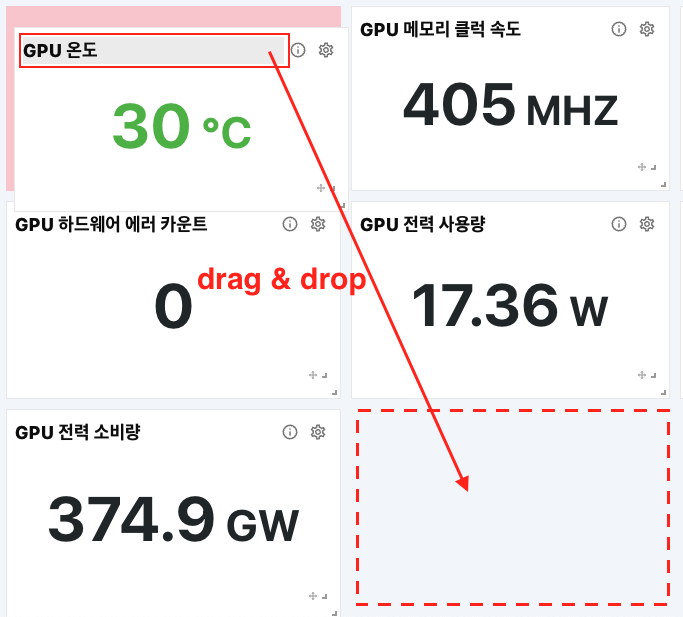 GPU 온도
30 °C
GPU 메모리 클럭 속도
405 MHZ
GPU 하드웨어 에러 카운트
0
drag & drop
GPU 전력 사용량
17.36 W
GPU 전력 소비량
374.9 GW